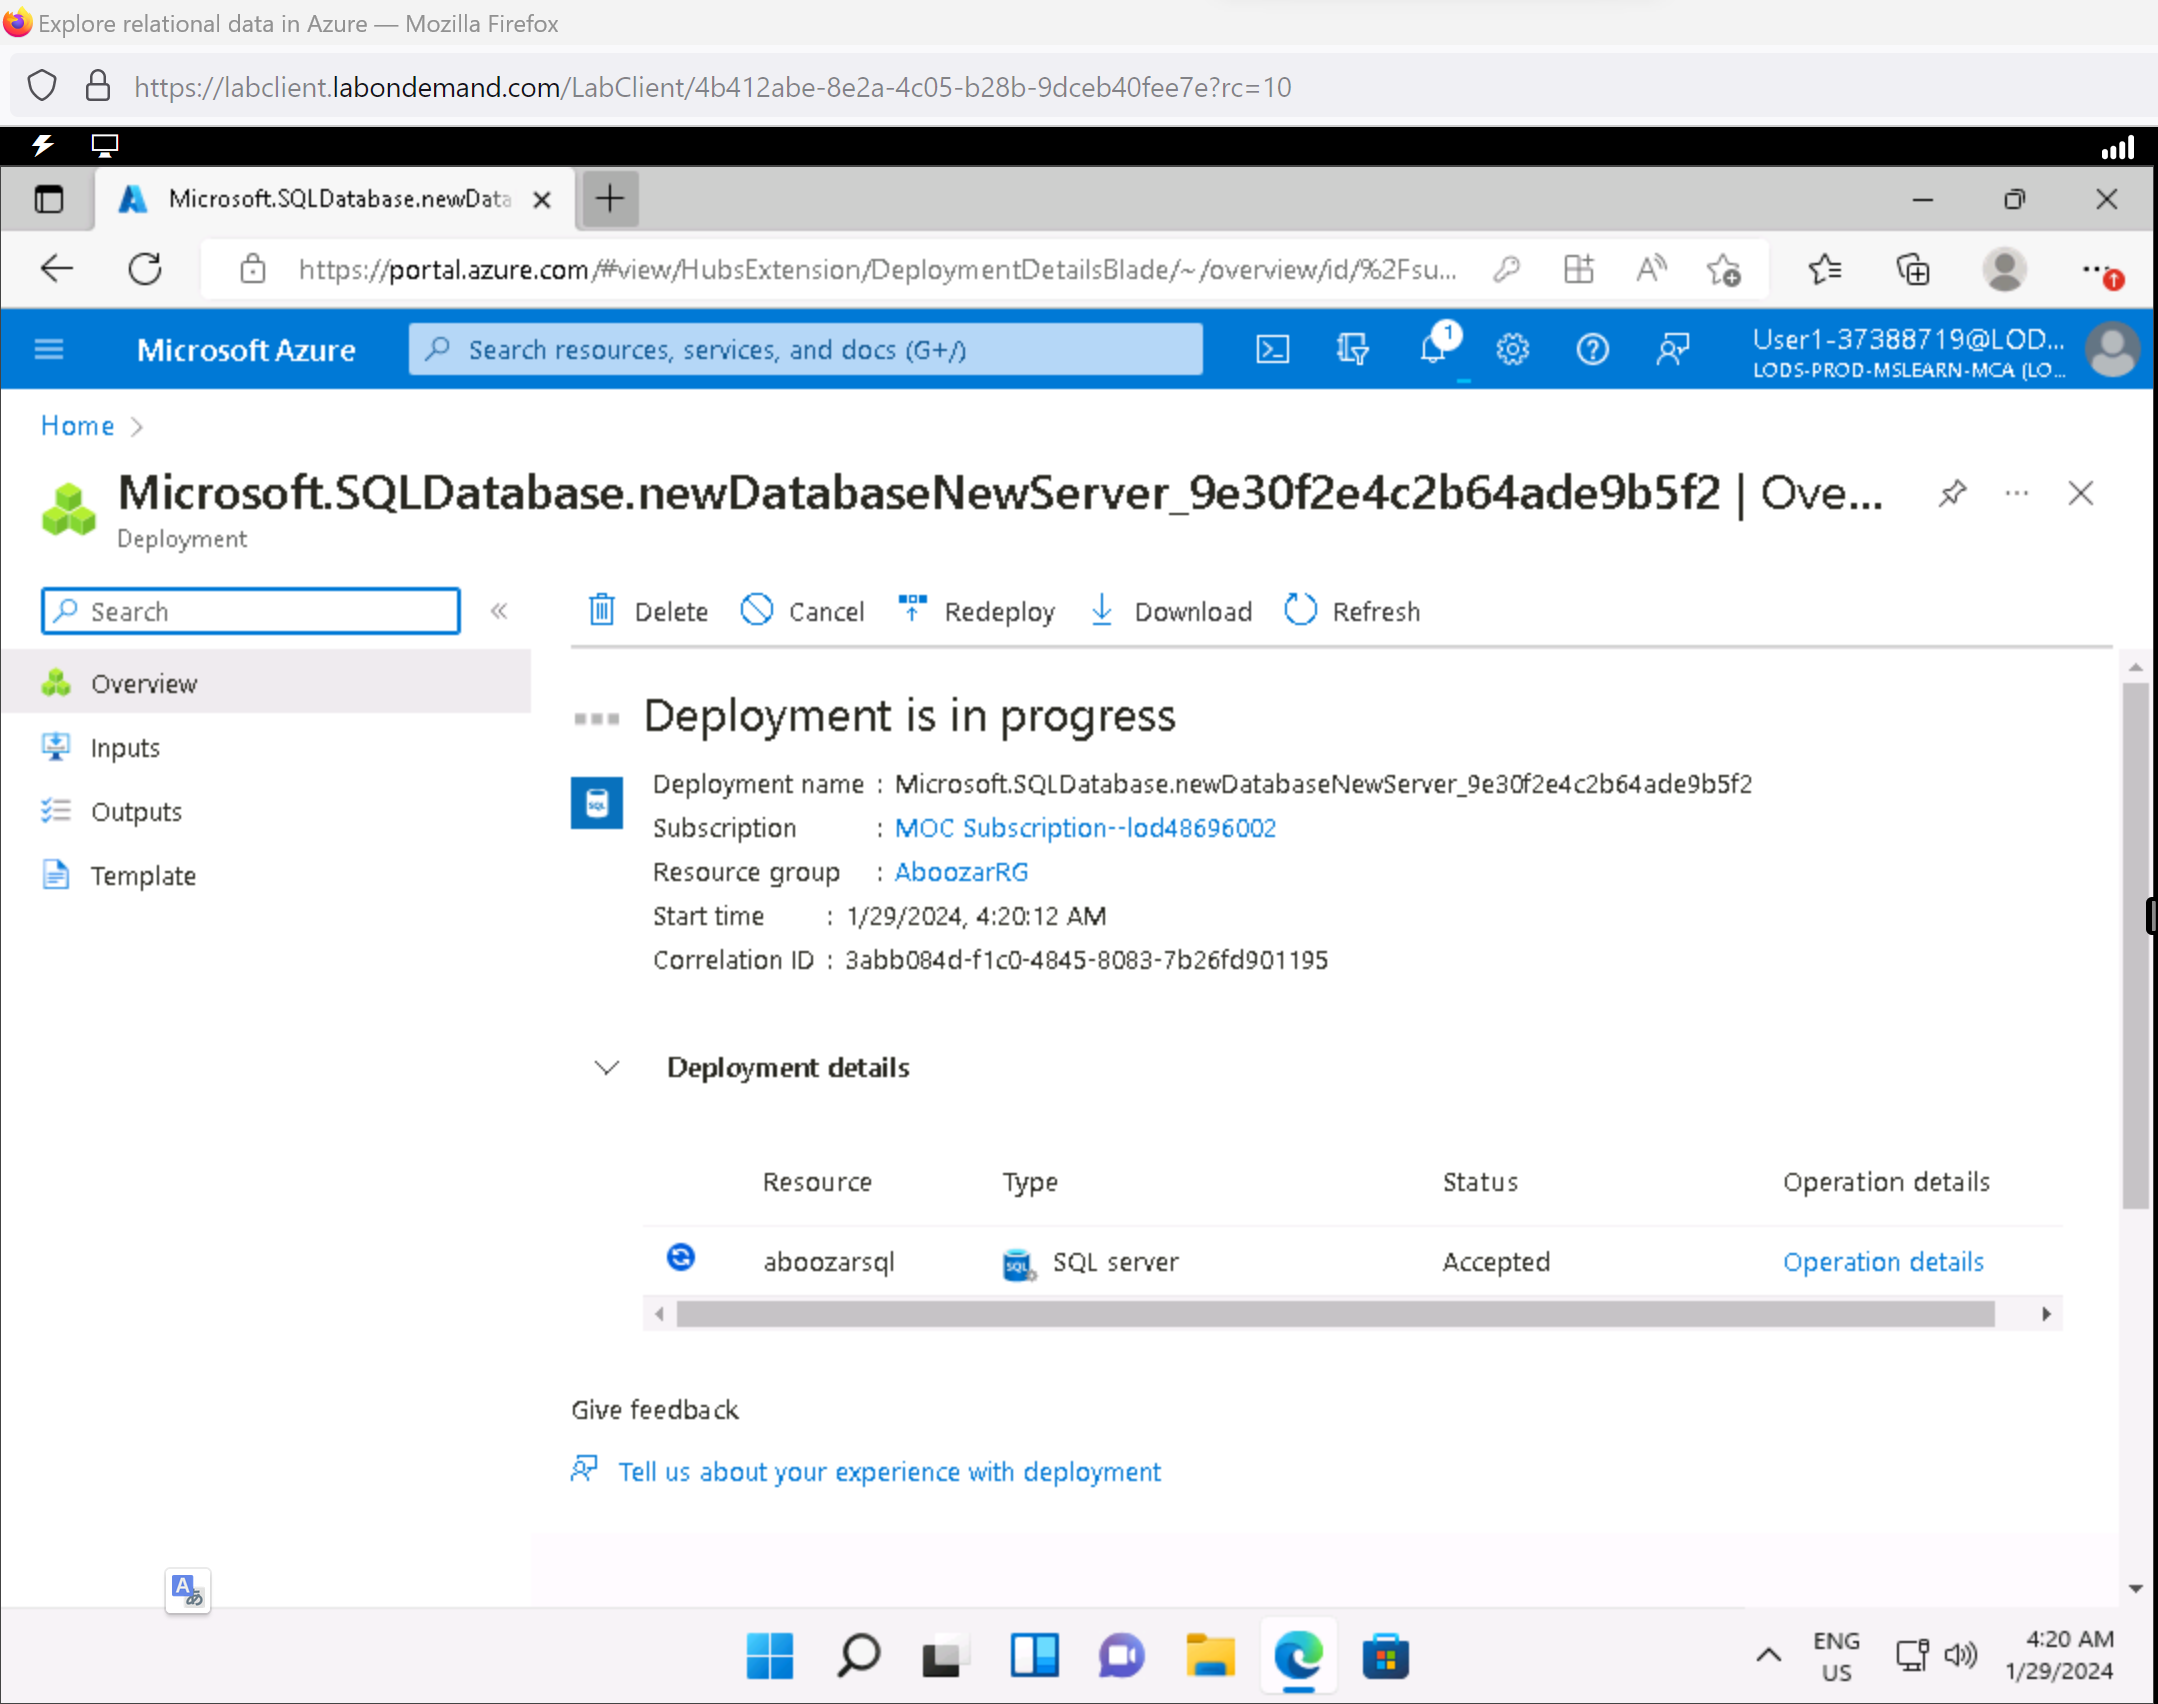 Explore relational data in Azure — Mozilla Firefox
https://labclient.labondemand.com/LabClient/4b412abe-8e2a-4c05-b28b-9dceb40fee7e?rc=10
Microsoft.SQLDatabase.newData
https://portal.azure.com/#view/HubsExtension/DeploymentDetailsBlade/~/overview/id/%2Fsu...
Microsoft Azure
Search resources, services, and docs (G+/)
1
User1-37388719@LOD...
LODS-PROD-MSLEARN-MCA (LO...
Home
Microsoft.SQLDatabase.newDatabaseNewServer_9e30f2e4c2b64ade9b5f2 | Ove...
Deployment
Search
Delete Cancel Redeploy Download Refresh
Overview
Inputs
Outputs
Template
Deployment is in progress
Deployment name : Microsoft.SQLDatabase.newDatabaseNewServer_9e30f2e4c2b64ade9b5f2
Subscription : MOC Subscription--lod48696002
Resource group : AboozarRG
Start time : 1/29/2024, 4:20:12 AM
Correlation ID : 3abb084d-f1c0-4845-8083-7b26fd901195
Deployment details
Resource Type Status Operation details
aboozarsql SQL server Accepted Operation details
Give feedback
Tell us about your experience with deployment
ENG
US
4:20 AM
1/29/2024